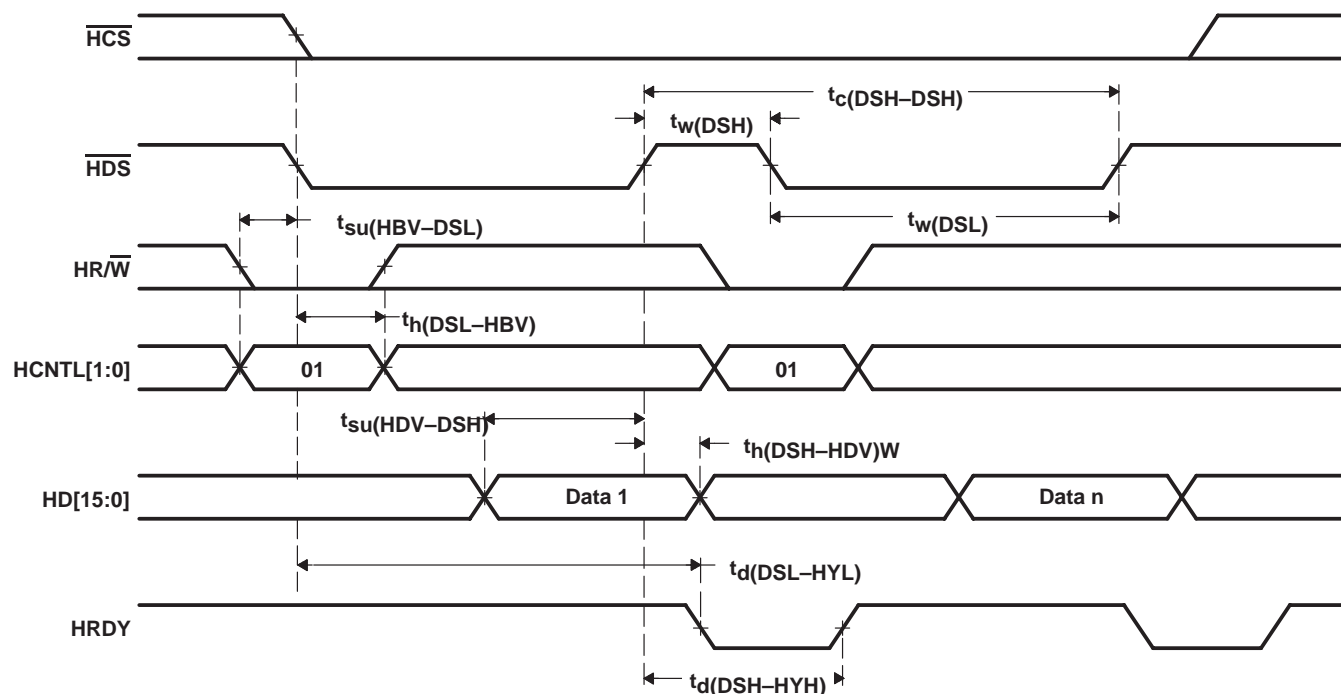 HCS
tc(DSH–DSH)
tw(DSH)
HDS
tsu(HBV–DSL)
tw(DSL)
HR/W
th(DSL–HBV)
HCNTL[1:0]
01
01
tsu(HDV–DSH)
th(DSH–HDV)W
HD[15:0]
Data 1
Data n
td(DSL–HYL)
HRDY
td(DSH–HYH)